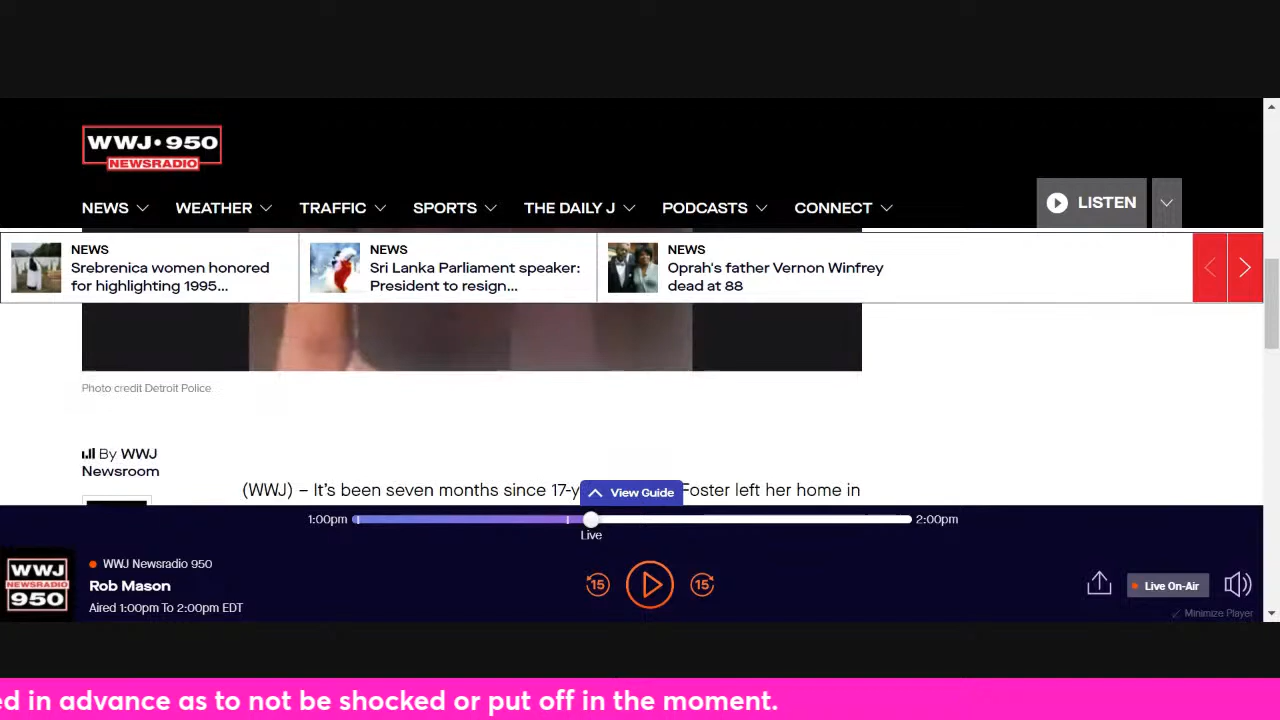 WWJ•950
NEWSRADIO
NEWS
WEATHER
TRAFFIC
SPORTS
THE DAILY J
PODCASTS
CONNECT
LISTEN
NEWS
Srebrenica women honored
for highlighting 1995...
NEWS
Sri Lanka Parliament speaker:
President to resign...
NEWS
Oprah's father Vernon Winfrey
dead at 88
Photo credit Detroit Police
By WWJ
Newsroom
(WWJ) – It's been seven months since 17-y Foster left her home in
View Guide
1:00pm
2:00pm
Live
WWJ
NEWSRADIO
950
WWJ Newsradio 950
Rob Mason
Aired 1:00pm To 2:00pm EDT
15
15
Live On-Air
Minimize Player
ed in advance as to not be shocked or put off in the moment.